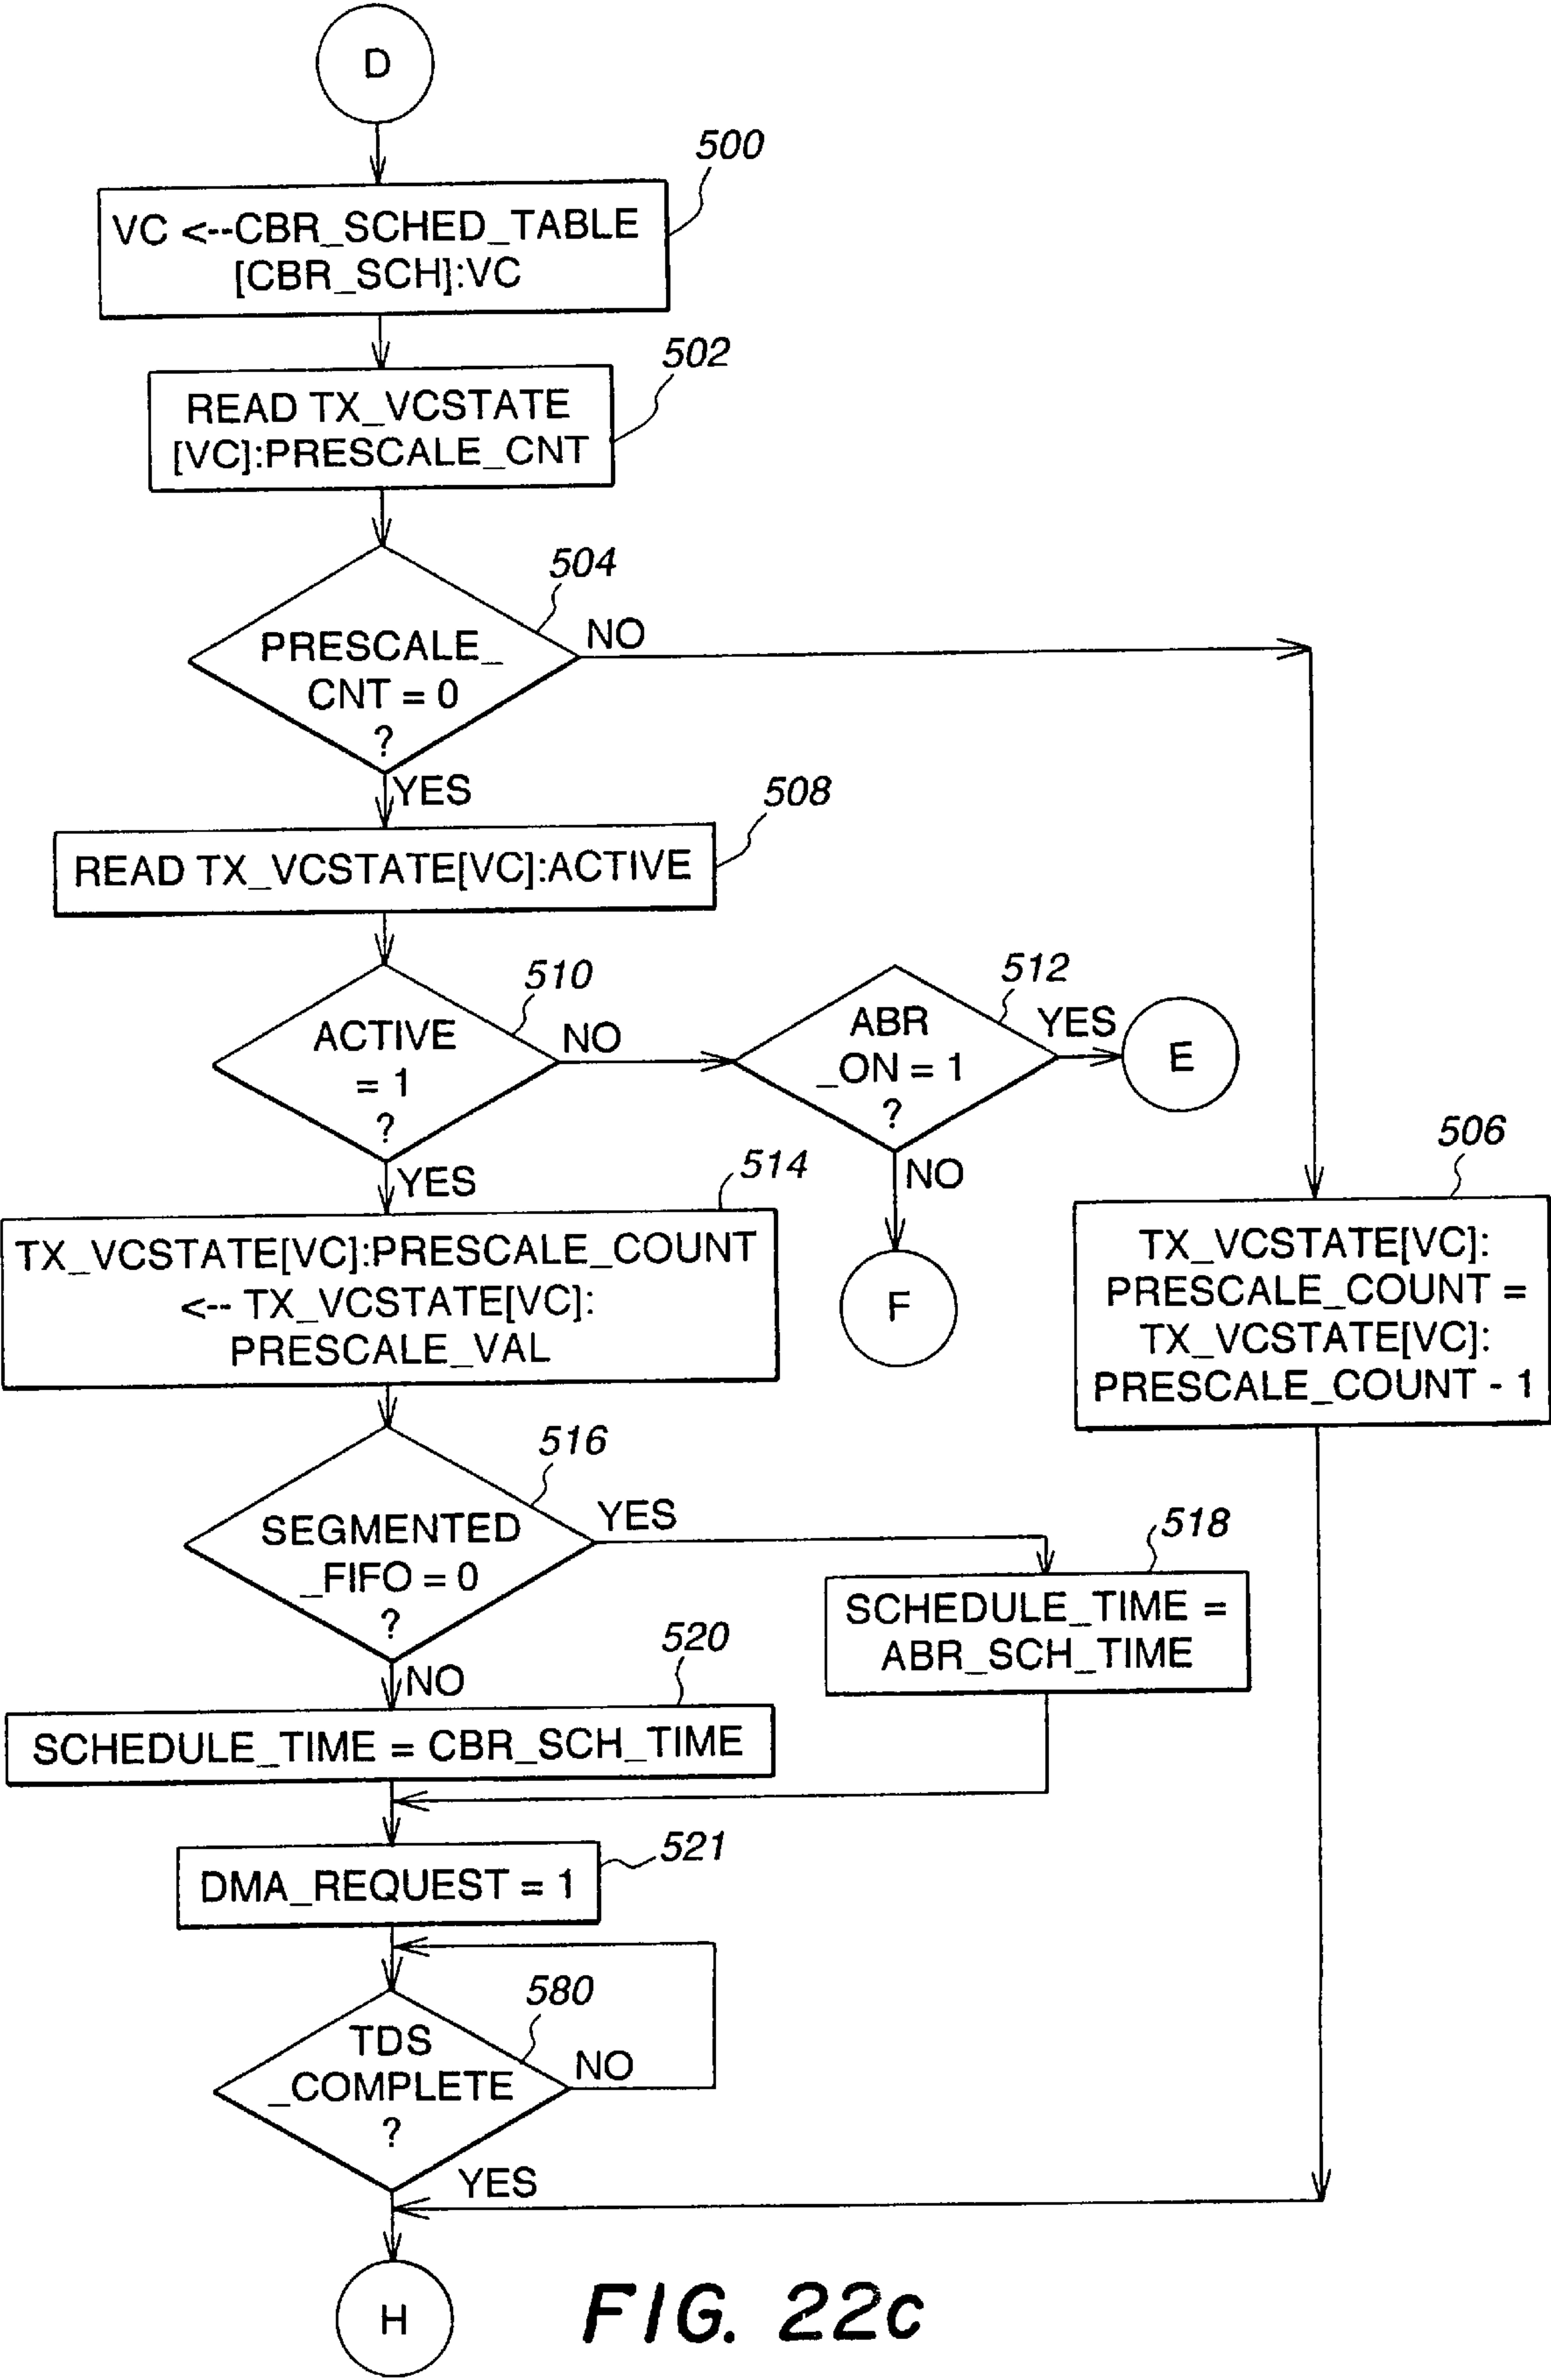 D
500
VC <--CBR_SCHED_TABLE
[CBR_SCH]:VC
502
READ TX_VCSTATE
[VC]:PRESCALE_CNT
504
PRESCALE_
CNT = 0
?
NO
YES
508
READ TX_VCSTATE[VC]:ACTIVE
510
ACTIVE
= 1
?
NO
512
ABR
_ON = 1
?
YES
E
NO
F
506
TX_VCSTATE[VC]:
PRESCALE_COUNT =
TX_VCSTATE[VC]:
PRESCALE_COUNT - 1
YES
514
TX_VCSTATE[VC]:PRESCALE_COUNT
<-- TX_VCSTATE[VC]:
PRESCALE_VAL
516
SEGMENTED
_FIFO = 0
?
YES
518
SCHEDULE_TIME =
ABR_SCH_TIME
NO
520
SCHEDULE_TIME = CBR_SCH_TIME
521
DMA_REQUEST = 1
580
TDS
_COMPLETE
?
NO
YES
H
FIG. 22c